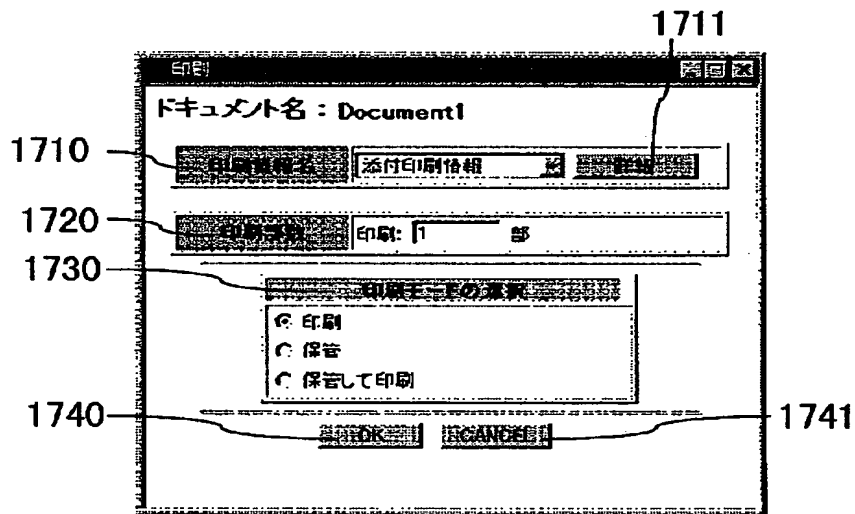 1711
印刷
ドキュメント名:Document1
1710 印刷情報名 添付印刷情報 詳細
1720 印刷部数 印刷: 1 部
1730 印刷モードの選択
印刷
保管
保管して印刷
1740 OK CANCEL 1741